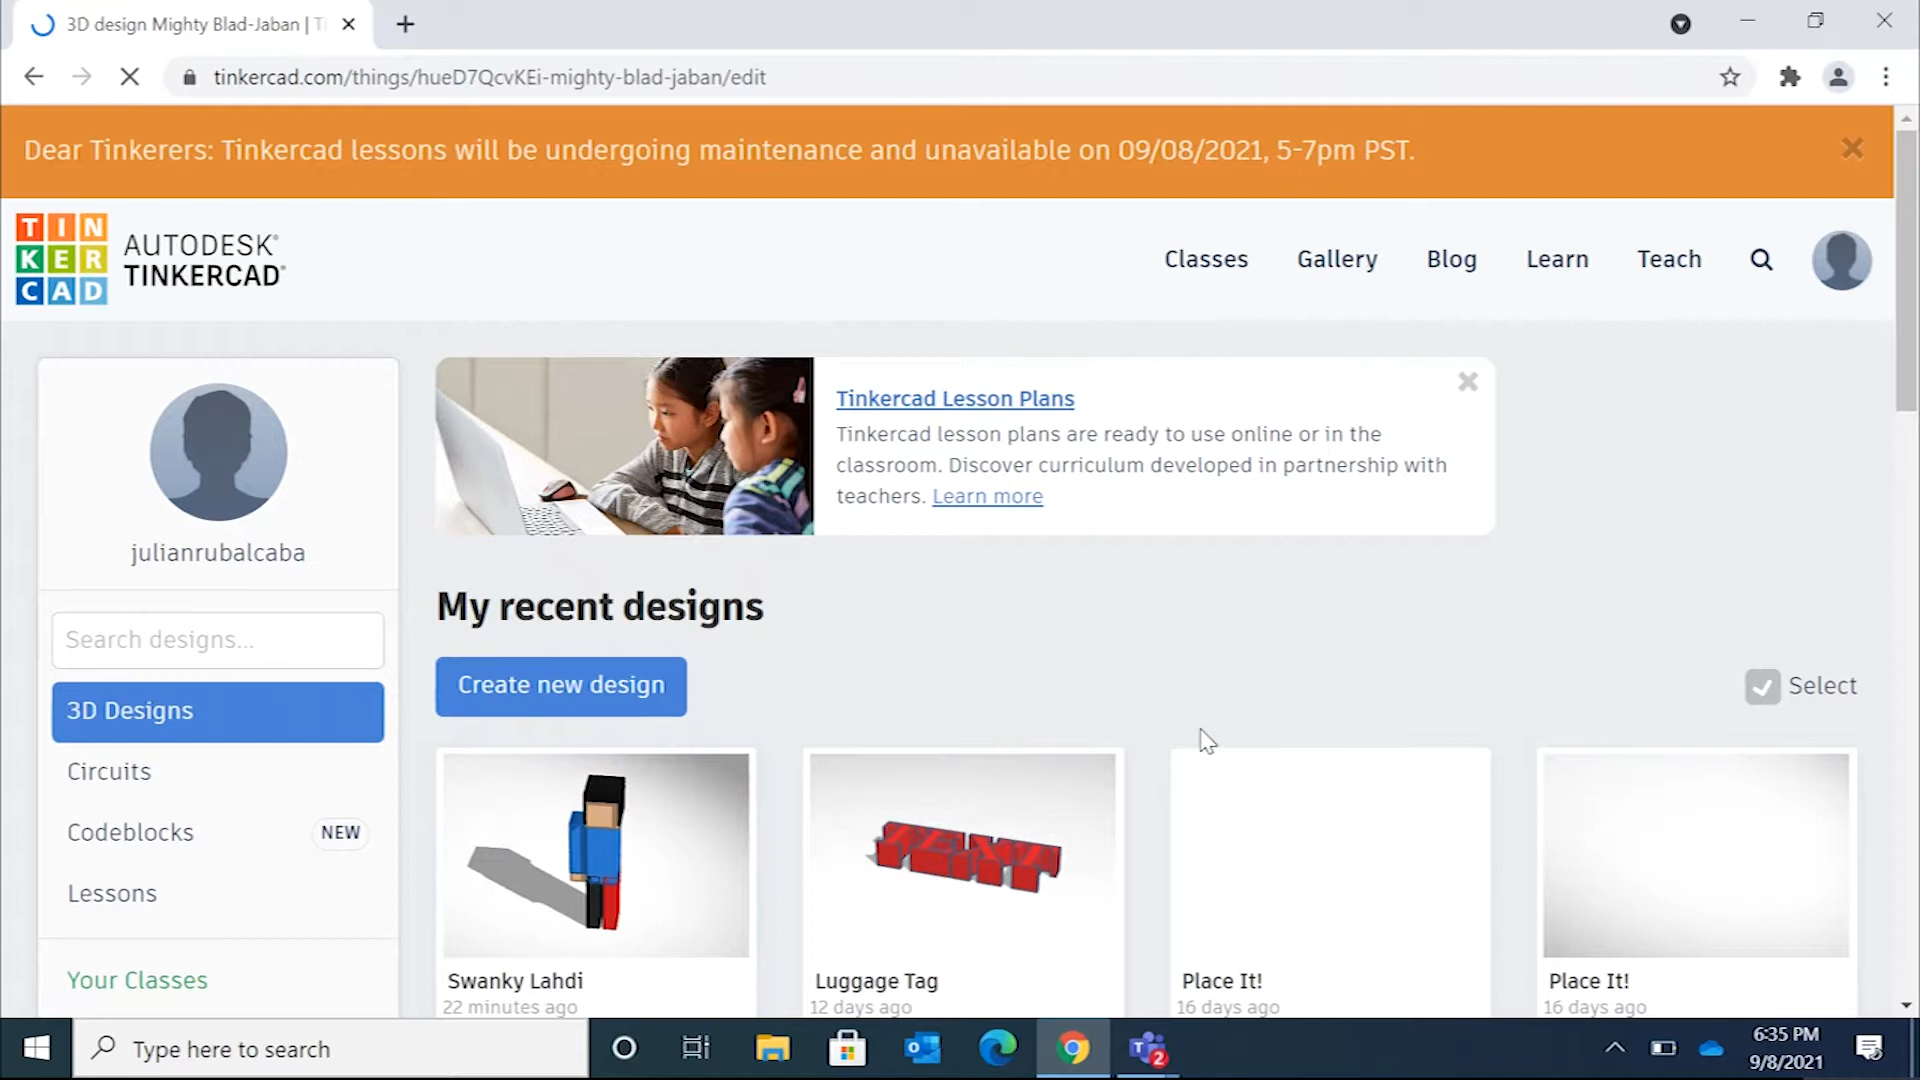 3D design Mighty Blad-Jaban | Ti
tinkercad.com/things/hueD7QcvKEi-mighty-blad-jaban/edit
Dear Tinkerers: Tinkercad lessons will be undergoing maintenance and unavailable on 09/08/2021, 5-7pm PST.
TIN
KER
CAD
AUTODESK®
TINKERCAD®
Classes
Gallery
Blog
Learn
Teach
julianrubalcaba
Search designs...
3D Designs
Circuits
Codeblocks
NEW
Lessons
Your Classes
Tinkercad Lesson Plans
Tinkercad lesson plans are ready to use online or in the
classroom. Discover curriculum developed in partnership with
teachers. Learn more
My recent designs
Create new design
Select
TEXT
Swanky Lahdi
22 minutes ago
Luggage Tag
12 days ago
Place It!
16 days ago
Place It!
16 days ago
Type here to search
2
6:35 PM
9/8/2021